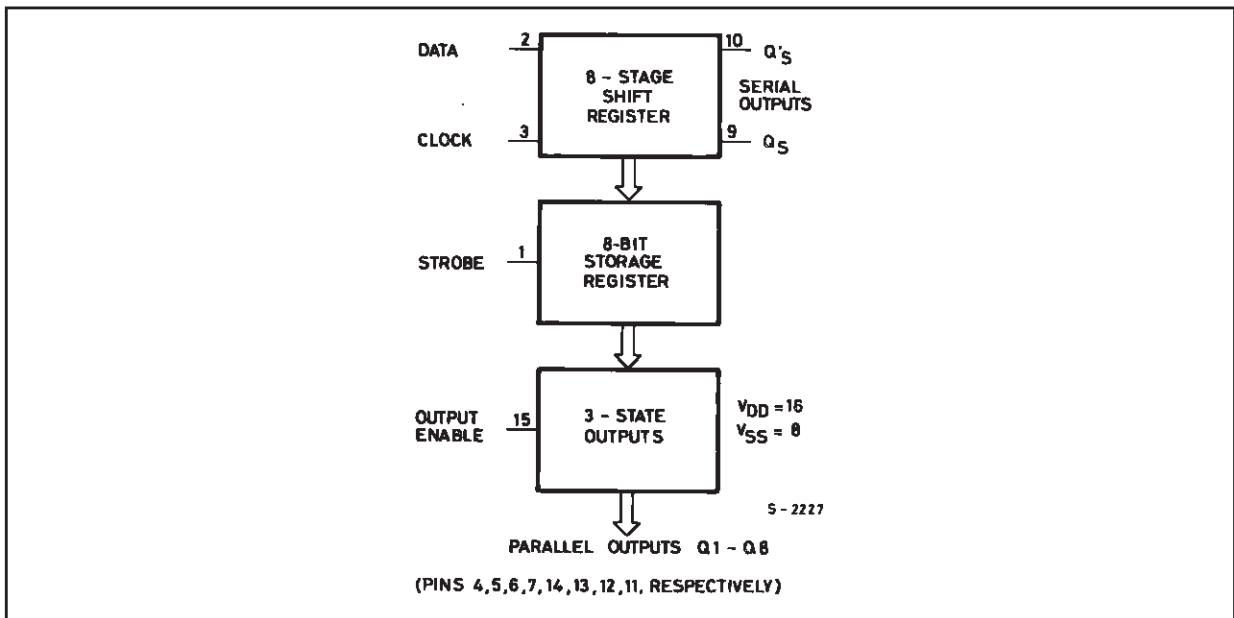 DATA
2
10
Q'S
8 - STAGE
SHIFT
REGISTER
SERIAL
OUTPUTS
CLOCK
3
9
QS
8-BIT
STORAGE
REGISTER
STROBE
1
3 - STATE
OUTPUTS
OUTPUT
ENABLE
15
VDD = 16
VSS = 8
S - 2227
PARALLEL OUTPUTS Q1 - Q8
(PINS 4,5,6,7,14,13,12,11, RESPECTIVELY)